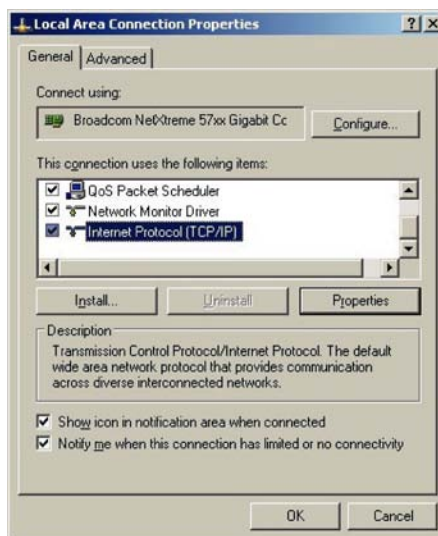 Local Area Connection Properties
General Advanced
Connect using:
Broadcom NetXtreme 57xx Gigabit Cc Configure...
This connection uses the following items:
QoS Packet Scheduler
Network Monitor Driver
Internet Protocol (TCP/IP)
Install... Uninstall Properties
Description
Transmission Control Protocol/Internet Protocol. The default
wide area network protocol that provides communication
across diverse interconnected networks.
Show icon in notification area when connected
Notify me when this connection has limited or no connectivity
OK Cancel